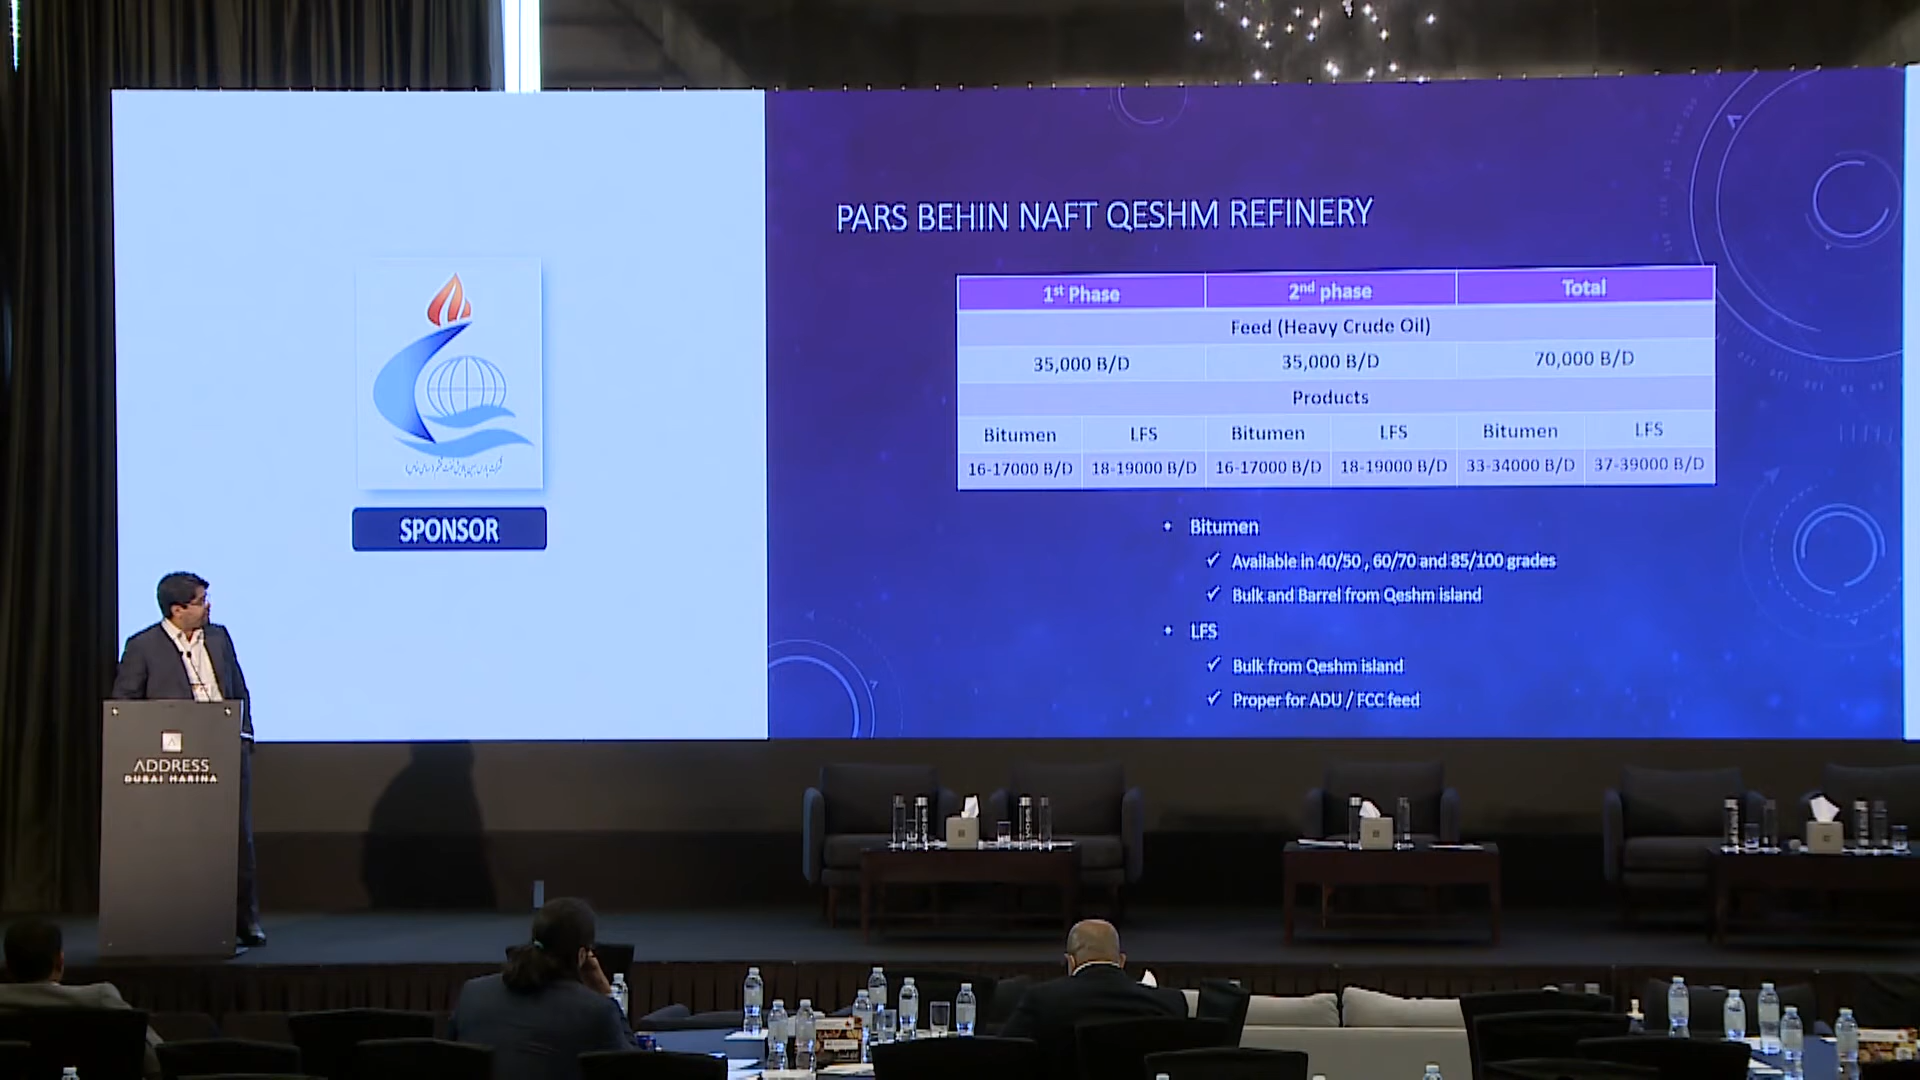 PARS BEHIN NAFT QESHM REFINERY
1st Phase 2nd phase Total
Feed (Heavy Crude Oil)
35,000 B/D 35,000 B/D 70,000 B/D
Products
Bitumen LFS Bitumen LFS Bitumen LFS
16-17000 B/D 18-19000 B/D 16-17000 B/D 18-19000 B/D 33-34000 B/D 37-39000 B/D
• Bitumen
✓ Available in 40/50 , 60/70 and 85/100 grades
✓ Bulk and Barrel from Qeshm island
• LFS
✓ Bulk from Qeshm island
✓ Proper for ADU / FCC feed
SPONSOR
ADDRESS
DUBAI MARINA